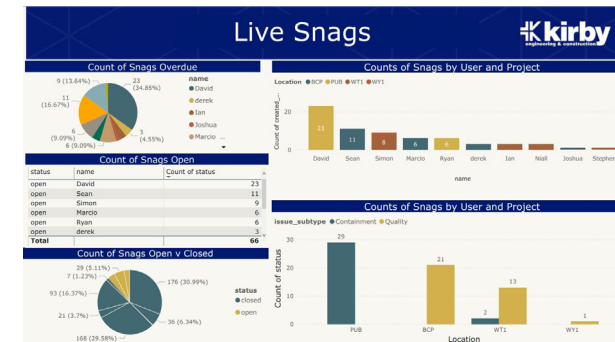 Live Snags
kirby
engineering & construction
Count of Snags Overdue
9 (13.64%)
23
(34.85%)
11
(16.67%)
6
(9.09%)
6 (9.09%)
3
(4.55%)
name
David
derek
Ian
Joshua
Marcio ...
Counts of Snags by User and Project
Location BCP PUB WT1 WY1
Count of created_...
20
0
23
11
8
6
6
David Sean Simon Marcio Ryan derek Ian Niall Joshua Stephen
name
Count of Snags Open
status name Count of status
open David 23
open Sean 11
open Simon 9
open Marcio 6
open Ryan 6
open derek 3
Total 66
Counts of Snags by User and Project
issue_subtype Containment Quality
Count of status
30
20
10
0
29
21
2
13
1
PUB BCP WT1 WY1
Location
Count of Snags Open v Closed
29 (5.11%)
7 (1.23%)
93 (16.37%)
21 (3.7%)
168 (29.58%)
176 (30.99%)
36 (6.34%)
status
closed
open